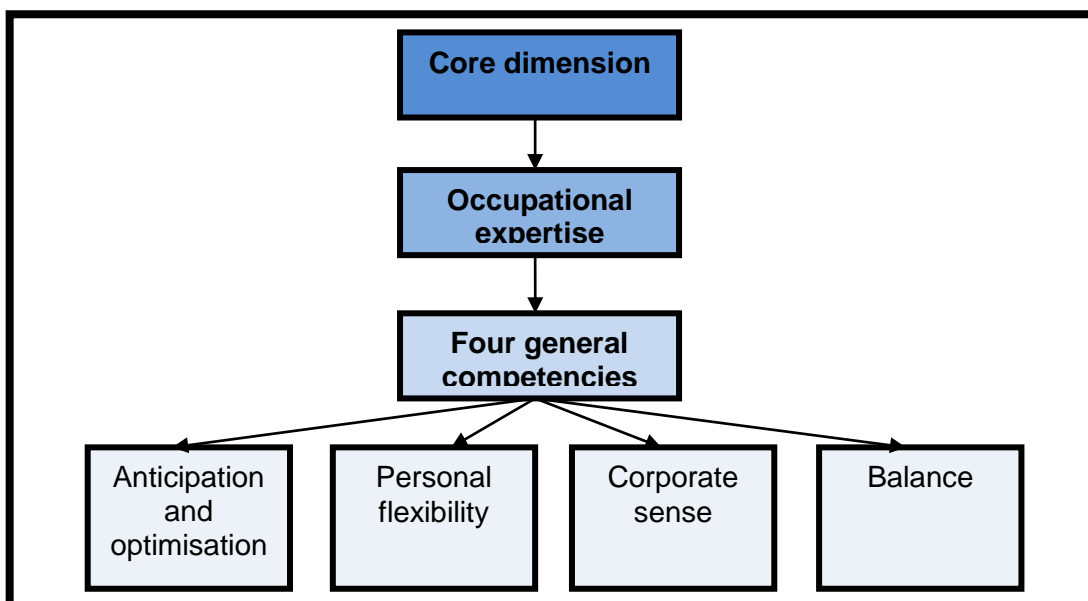 Core dimension
Occupational
expertise
Four general
competencies
Anticipation
and
optimisation
Personal
flexibility
Corporate
sense
Balance